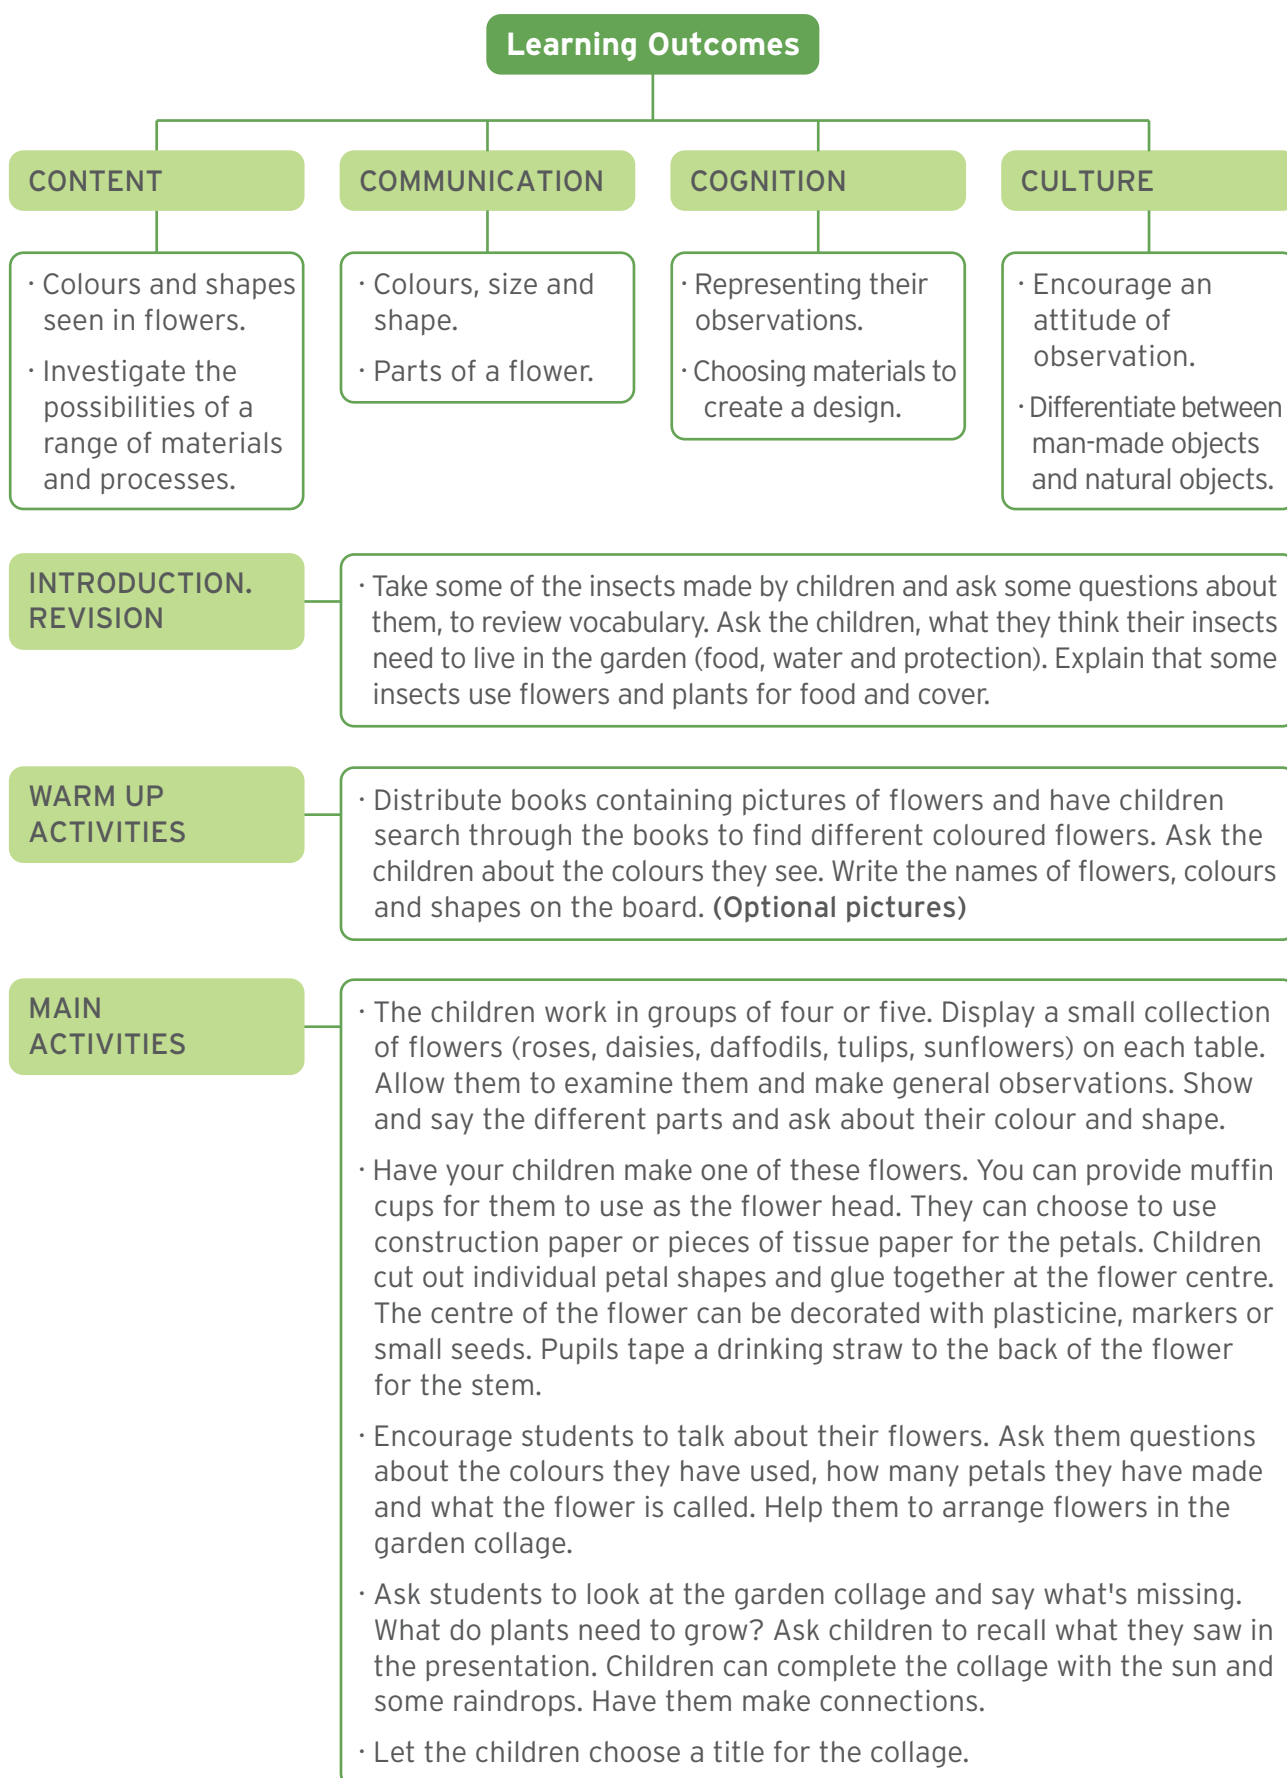 Learning Outcomes
CONTENT
· Colours and shapes
seen in flowers.
· Investigate the
possibilities of a
range of materials
and processes.
COMMUNICATION
· Colours, size and
shape.
· Parts of a flower.
COGNITION
· Representing their
observations.
· Choosing materials to
create a design.
CULTURE
· Encourage an
attitude of
observation.
· Differentiate between
man-made objects
and natural objects.
INTRODUCTION.
REVISION
· Take some of the insects made by children and ask some questions about
them, to review vocabulary. Ask the children, what they think their insects
need to live in the garden (food, water and protection). Explain that some
insects use flowers and plants for food and cover.
WARM UP
ACTIVITIES
· Distribute books containing pictures of flowers and have children
search through the books to find different coloured flowers. Ask the
children about the colours they see. Write the names of flowers, colours
and shapes on the board. (Optional pictures)
MAIN
ACTIVITIES
· The children work in groups of four or five. Display a small collection
of flowers (roses, daisies, daffodils, tulips, sunflowers) on each table.
Allow them to examine them and make general observations. Show
and say the different parts and ask about their colour and shape.
· Have your children make one of these flowers. You can provide muffin
cups for them to use as the flower head. They can choose to use
construction paper or pieces of tissue paper for the petals. Children
cut out individual petal shapes and glue together at the flower centre.
The centre of the flower can be decorated with plasticine, markers or
small seeds. Pupils tape a drinking straw to the back of the flower
for the stem.
· Encourage students to talk about their flowers. Ask them questions
about the colours they have used, how many petals they have made
and what the flower is called. Help them to arrange flowers in the
garden collage.
· Ask students to look at the garden collage and say what's missing.
What do plants need to grow? Ask children to recall what they saw in
the presentation. Children can complete the collage with the sun and
some raindrops. Have them make connections.
· Let the children choose a title for the collage.